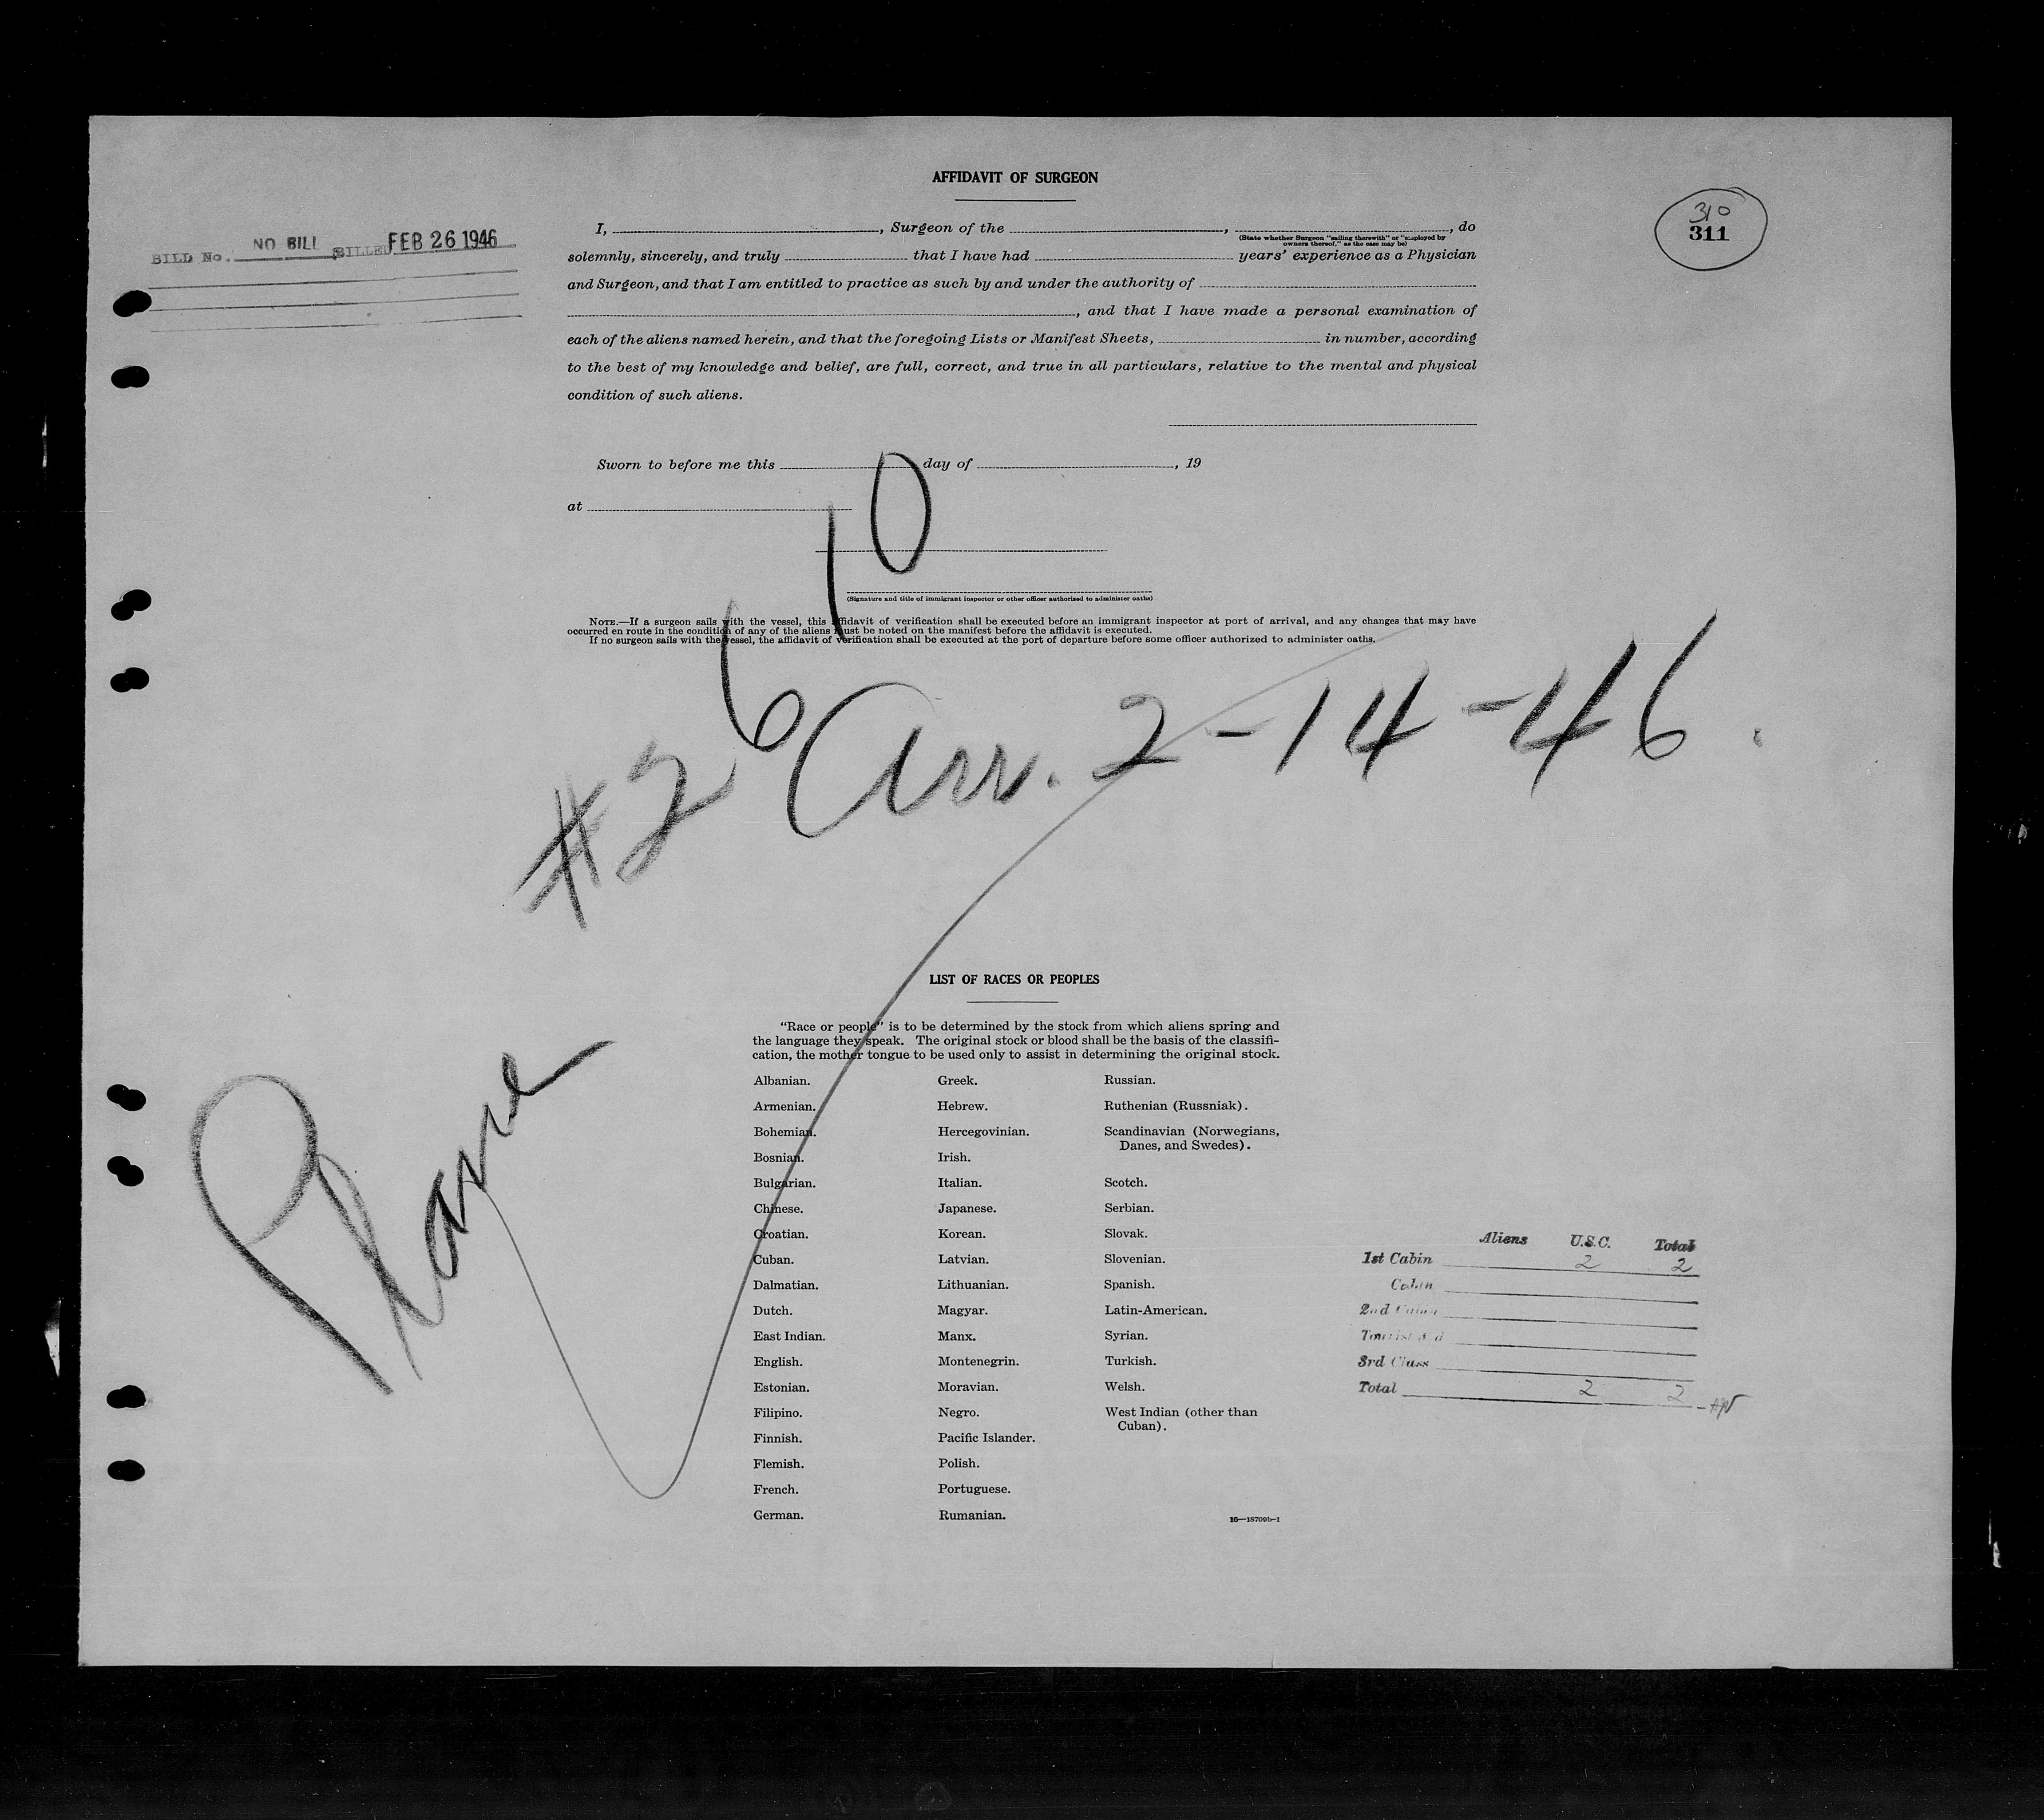 AFFIDAVIT OF SURGEON
BILL No. NO BILL BILLED FEB 26 1946
310
311
I, , Surgeon of the , , do
(State whether Surgeon "sailing therewith" or "employed by
owners thereof," as the case may be)
solemnly, sincerely, and truly that I have had years' experience as a Physician
and Surgeon, and that I am entitled to practice as such by and under the authority of
, and that I have made a personal examination of
each of the aliens named herein, and that the foregoing Lists or Manifest Sheets, in number, according
to the best of my knowledge and belief, are full, correct, and true in all particulars, relative to the mental and physical
condition of such aliens.
Sworn to before me this day of , 19
at
(Signature and title of immigrant inspector or other officer authorized to administer oaths)
NOTE.—If a surgeon sails with the vessel, this affidavit of verification shall be executed before an immigrant inspector at port of arrival, and any changes that may have
occurred en route in the condition of any of the aliens must be noted on the manifest before the affidavit is executed.
If no surgeon sails with the vessel, the affidavit of verification shall be executed at the port of departure before some officer authorized to administer oaths.
Plane #2610
Arr. 2-14-46.
LIST OF RACES OR PEOPLES
"Race or people" is to be determined by the stock from which aliens spring and
the language they speak. The original stock or blood shall be the basis of the classifi-
cation, the mother tongue to be used only to assist in determining the original stock.
Albanian.
Armenian.
Bohemian.
Bosnian.
Bulgarian.
Chinese.
Croatian.
Cuban.
Dalmatian.
Dutch.
East Indian.
English.
Estonian.
Filipino.
Finnish.
Flemish.
French.
German.
Greek.
Hebrew.
Hercegovinian.
Irish.
Italian.
Japanese.
Korean.
Latvian.
Lithuanian.
Magyar.
Manx.
Montenegrin.
Moravian.
Negro.
Pacific Islander.
Polish.
Portuguese.
Rumanian.
Russian.
Ruthenian (Russniak).
Scandinavian (Norwegians,
Danes, and Swedes).
Scotch.
Serbian.
Slovak.
Slovenian.
Spanish.
Latin-American.
Syrian.
Turkish.
Welsh.
West Indian (other than
Cuban).
16—18709b-1
Aliens U.S.C. Total
1st Cabin 2 2
Cabin
2nd Cabin
Tourist 3d
3rd Class
Total 2 2